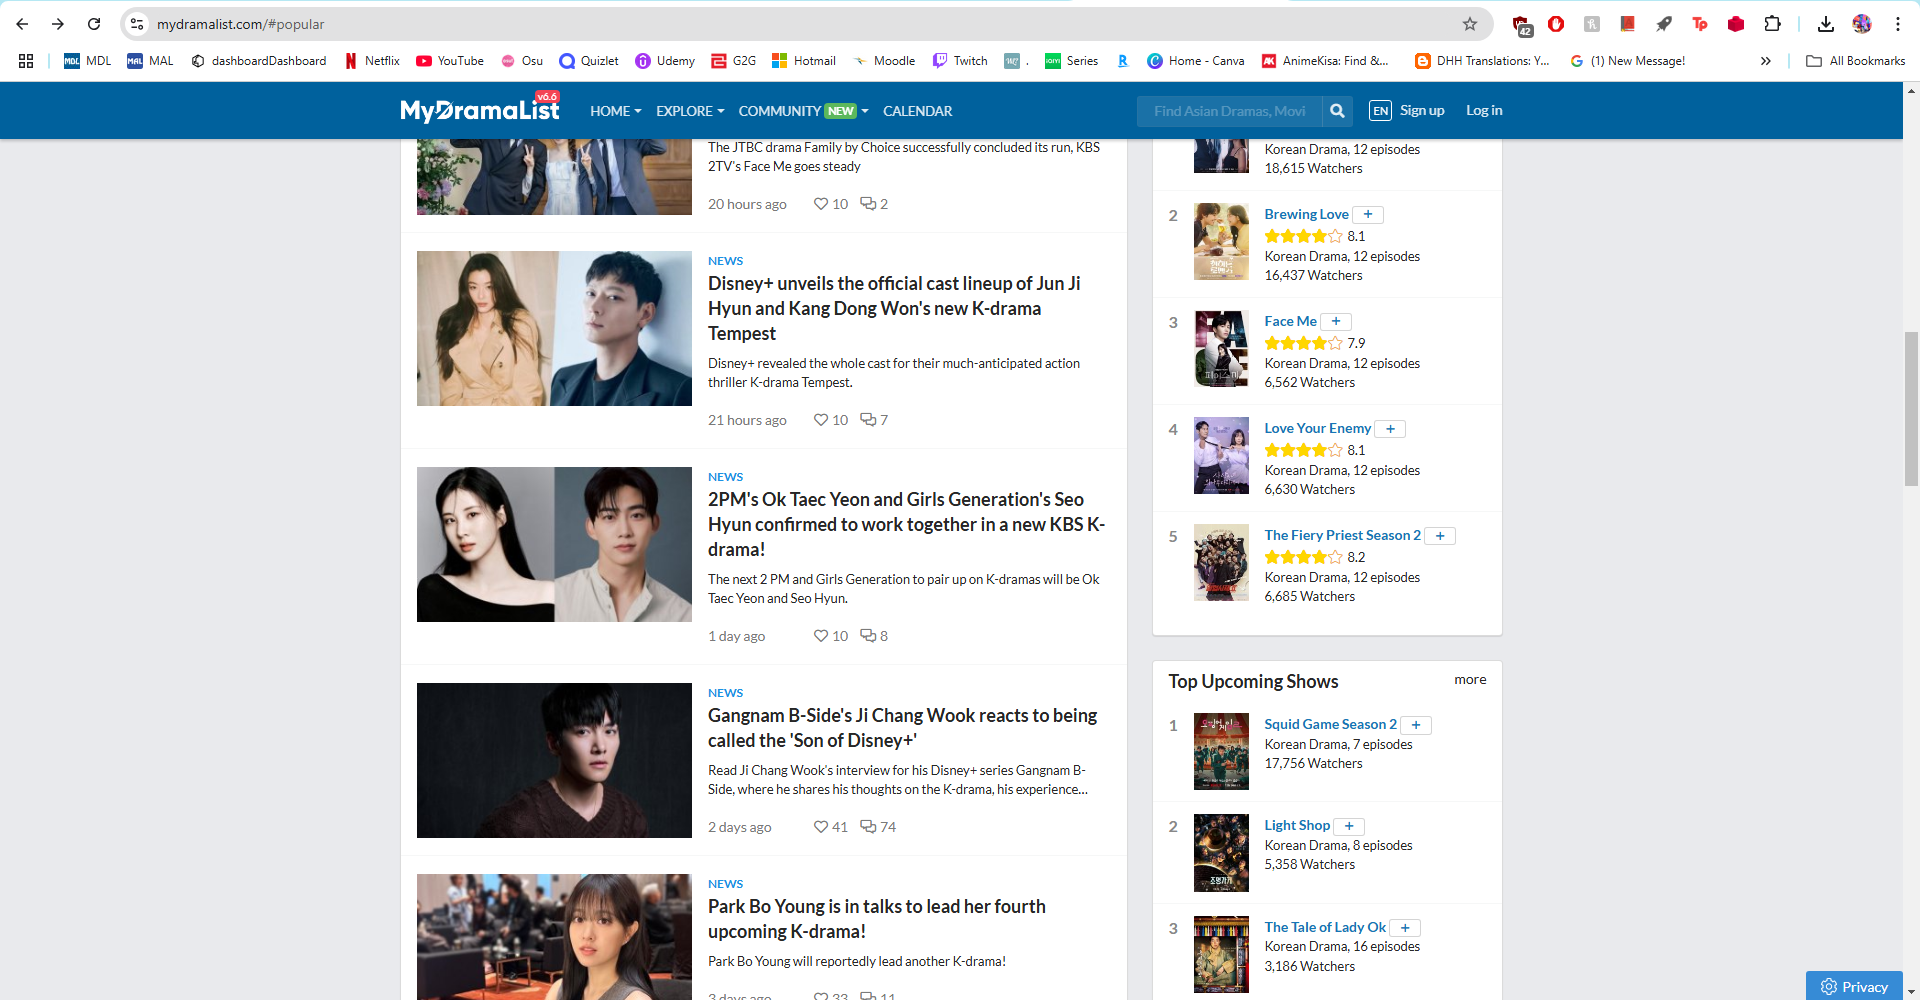 mydramalist.com/#popular
42
MDL MAL dashboardDashboard Netflix YouTube Osu Quizlet Udemy G2G Hotmail Moodle Twitch . Series Home - Canva AnimeKisa: Find &... DHH Translations: Y... (1) New Message! All Bookmarks
MyDramaList v6.6 HOME EXPLORE COMMUNITY NEW CALENDAR Find Asian Dramas, Movi EN Sign up Log in
The JTBC drama Family by Choice successfully concluded its run, KBS
2TV's Face Me goes steady
20 hours ago 10 2
NEWS
Disney+ unveils the official cast lineup of Jun Ji
Hyun and Kang Dong Won's new K-drama
Tempest
Disney+ revealed the whole cast for their much-anticipated action
thriller K-drama Tempest.
21 hours ago 10 7
NEWS
2PM's Ok Taec Yeon and Girls Generation's Seo
Hyun confirmed to work together in a new KBS K-
drama!
The next 2 PM and Girls Generation to pair up on K-dramas will be Ok
Taec Yeon and Seo Hyun.
1 day ago 10 8
NEWS
Gangnam B-Side's Ji Chang Wook reacts to being
called the 'Son of Disney+'
Read Ji Chang Wook's interview for his Disney+ series Gangnam B-
Side, where he shares his thoughts on the K-drama, his experience...
2 days ago 41 74
NEWS
Park Bo Young is in talks to lead her fourth
upcoming K-drama!
Park Bo Young will reportedly lead another K-drama!
3 days ago 33 11
Korean Drama, 12 episodes
18,615 Watchers
2 Brewing Love +
8.1
Korean Drama, 12 episodes
16,437 Watchers
3 Face Me +
7.9
Korean Drama, 12 episodes
6,562 Watchers
4 Love Your Enemy +
8.1
Korean Drama, 12 episodes
6,630 Watchers
5 The Fiery Priest Season 2 +
8.2
Korean Drama, 12 episodes
6,685 Watchers
Top Upcoming Shows more
1 Squid Game Season 2 +
Korean Drama, 7 episodes
17,756 Watchers
2 Light Shop +
Korean Drama, 8 episodes
5,358 Watchers
조명가게
3 The Tale of Lady Ok +
Korean Drama, 16 episodes
3,186 Watchers
Privacy